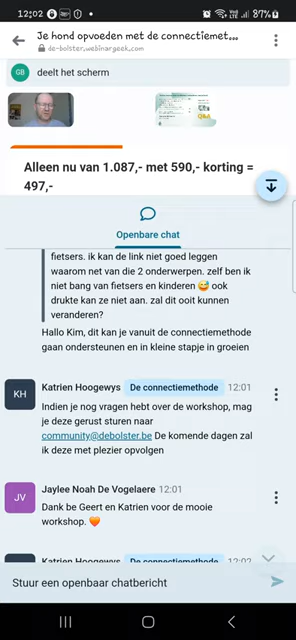 12:02
Vo)) LTE 87%
Je hond opvoeden met de connectiemet...
de-bolster.webinargeek.com
GB deelt het scherm
Q&A
Alleen nu van 1.087,- met 590,- korting =
497,-
Openbare chat
fietsers. ik kan de link niet goed leggen
waarom net van die 2 onderwerpen. zelf ben ik
niet bang van fietsers en kinderen 😅 ook
drukte kan ze niet aan. zal dit ooit kunnen
veranderen?
Hallo Kim, dit kan je vanuit de connectiemethode
gaan ondersteunen en in kleine stapje in groeien
KH Katrien Hoogewys De connectiemethode 12:01
Indien je nog vragen hebt over de workshop, mag
je deze gerust sturen naar
community@debolster.be De komende dagen zal
ik deze met plezier opvolgen
JV Jaylee Noah De Vogelaere 12:01
Dank be Geert en Katrien voor de mooie
workshop. 🧡
Katrien Hoogewys De connectiemethode 12:02
Stuur een openbaar chatbericht